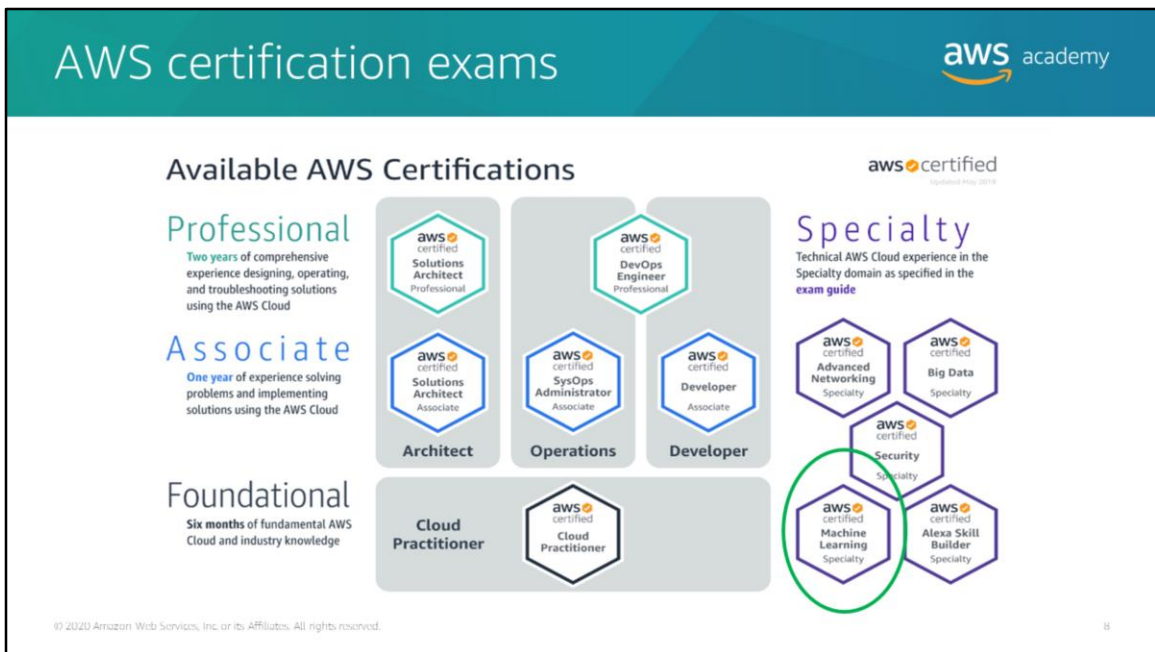 AWS certification exams
aws academy
Available AWS Certifications
aws certified
Updated May 2019
Professional
Two years of comprehensive
experience designing, operating,
and troubleshooting solutions
using the AWS Cloud
aws
certified
Solutions
Architect
Professional
aws
certified
DevOps
Engineer
Professional
Associate
One year of experience solving
problems and implementing
solutions using the AWS Cloud
aws
certified
Solutions
Architect
Associate
aws
certified
SysOps
Administrator
Associate
aws
certified
Developer
Associate
Architect
Operations
Developer
Foundational
Six months of fundamental AWS
Cloud and industry knowledge
Cloud
Practitioner
aws
certified
Cloud
Practitioner
Specialty
Technical AWS Cloud experience in the
Specialty domain as specified in the
exam guide
aws
certified
Advanced
Networking
Specialty
aws
certified
Big Data
Specialty
aws
certified
Security
Specialty
aws
certified
Machine
Learning
Specialty
aws
certified
Alexa Skill
Builder
Specialty
© 2020 Amazon Web Services, Inc. or its Affiliates. All rights reserved.
8